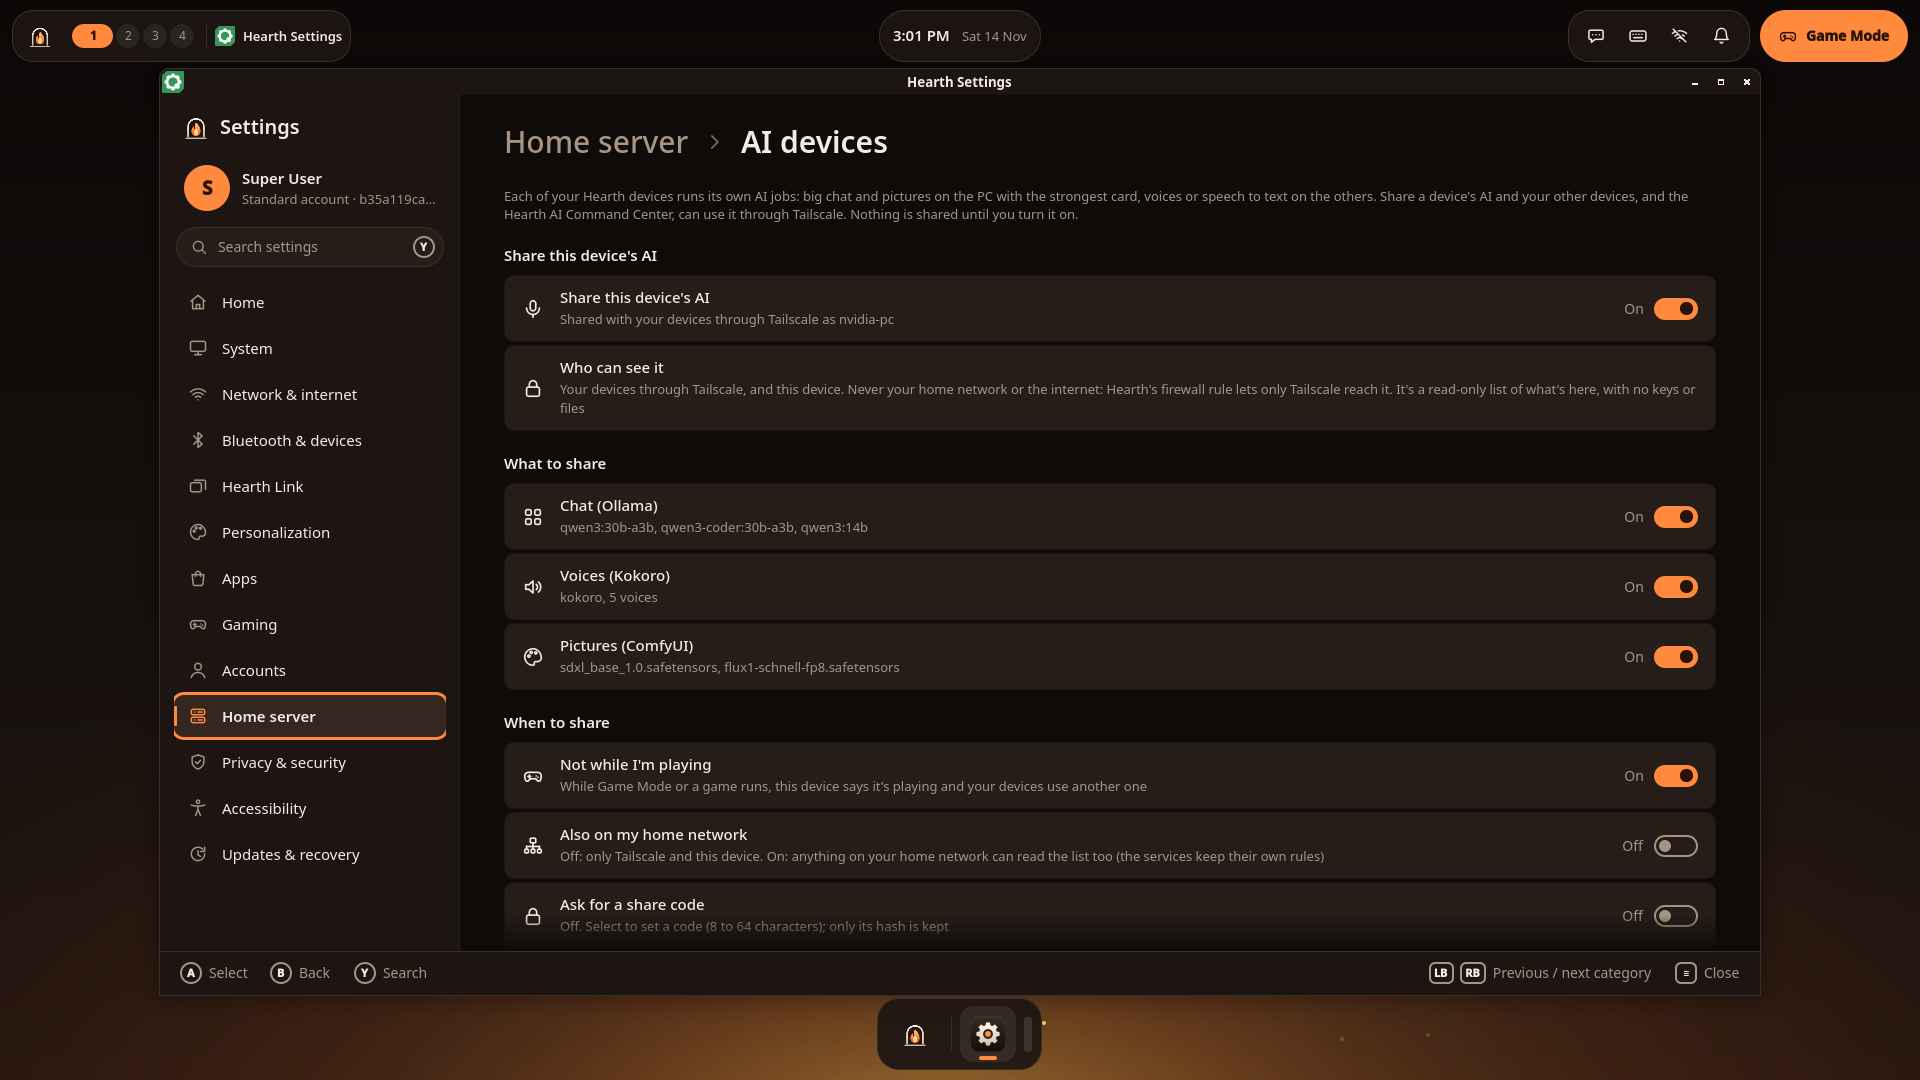 1 2 3 4 Hearth Settings
3:01 PM Sat 14 Nov
Game Mode
Hearth Settings
Settings
S
Super User
Standard account · b35a119ca...
Search settings Y
Home
System
Network & internet
Bluetooth & devices
Hearth Link
Personalization
Apps
Gaming
Accounts
Home server
Privacy & security
Accessibility
Updates & recovery
Home server > AI devices
Each of your Hearth devices runs its own AI jobs: big chat and pictures on the PC with the strongest card, voices or speech to text on the others. Share a device's AI and your other devices, and the
Hearth AI Command Center, can use it through Tailscale. Nothing is shared until you turn it on.
Share this device's AI
Share this device's AI
Shared with your devices through Tailscale as nvidia-pc
On
Who can see it
Your devices through Tailscale, and this device. Never your home network or the internet: Hearth's firewall rule lets only Tailscale reach it. It's a read-only list of what's here, with no keys or
files
What to share
Chat (Ollama)
qwen3:30b-a3b, qwen3-coder:30b-a3b, qwen3:14b
On
Voices (Kokoro)
kokoro, 5 voices
On
Pictures (ComfyUI)
sdxl_base_1.0.safetensors, flux1-schnell-fp8.safetensors
On
When to share
Not while I'm playing
While Game Mode or a game runs, this device says it's playing and your devices use another one
On
Also on my home network
Off: only Tailscale and this device. On: anything on your home network can read the list too (the services keep their own rules)
Off
Ask for a share code
Off. Select to set a code (8 to 64 characters); only its hash is kept
Off
A Select B Back Y Search
LB RB Previous / next category ≡ Close